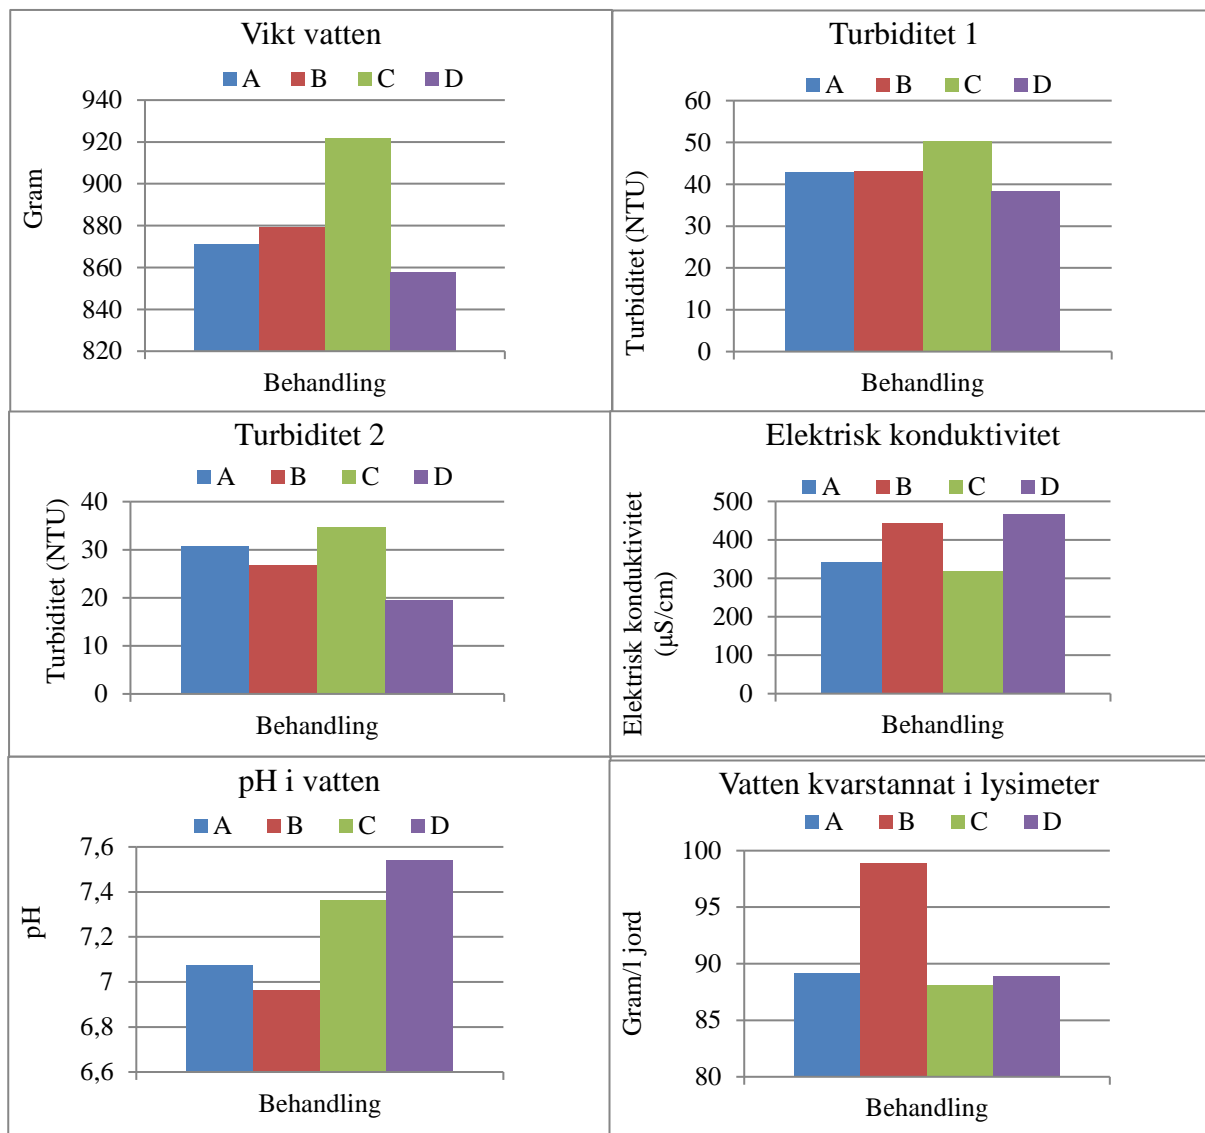 Vikt vatten
A B C D
940
920
900
880
860
840
820
Gram
Behandling
Turbiditet 1
A B C D
60
50
40
30
20
10
0
Turbiditet (NTU)
Behandling
Turbiditet 2
A B C D
40
30
20
10
0
Turbiditet (NTU)
Behandling
Elektrisk konduktivitet
A B C D
500
400
300
200
100
0
Elektrisk konduktivitet
(µS/cm)
Behandling
pH i vatten
A B C D
7,6
7,4
7,2
7
6,8
6,6
pH
Behandling
Vatten kvarstannat i lysimeter
A B C D
100
95
90
85
80
Gram/l jord
Behandling